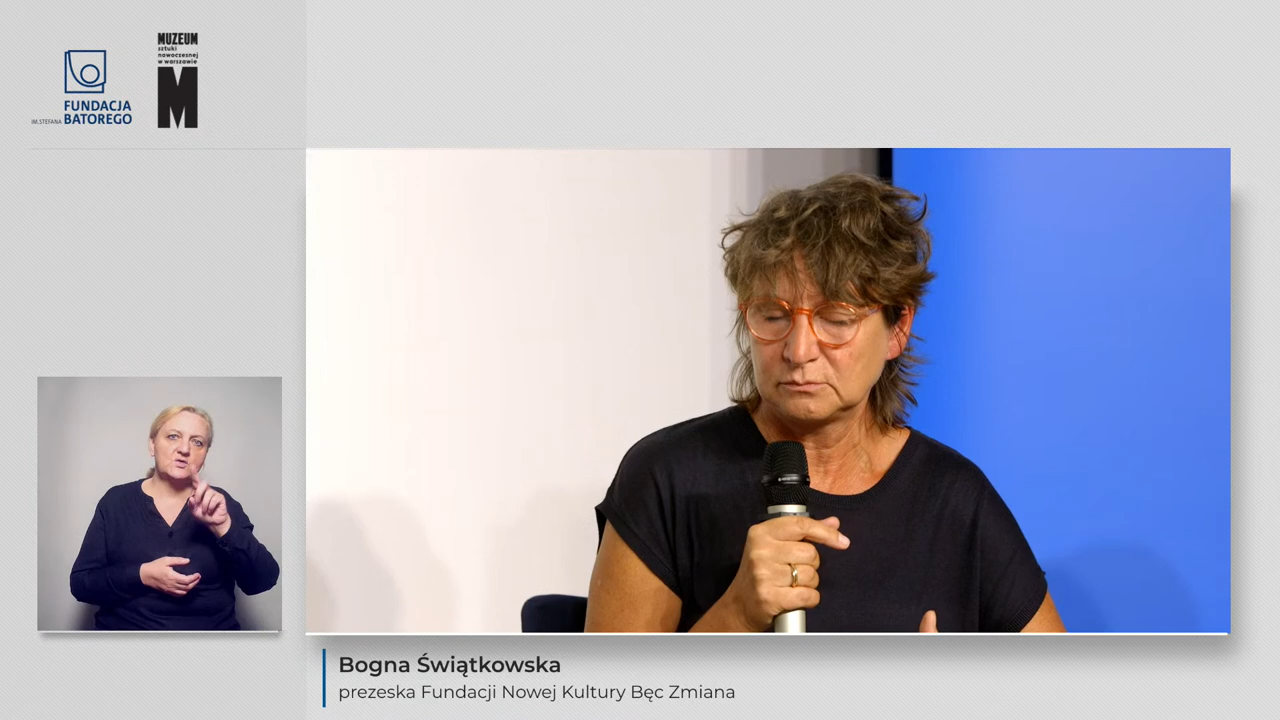 MUZEUM
sztuki
nowoczesnej
w warszawie
M
FUNDACJA
IM. STEFANA BATOREGO
Bogna Świątkowska
prezeska Fundacji Nowej Kultury Bęc Zmiana